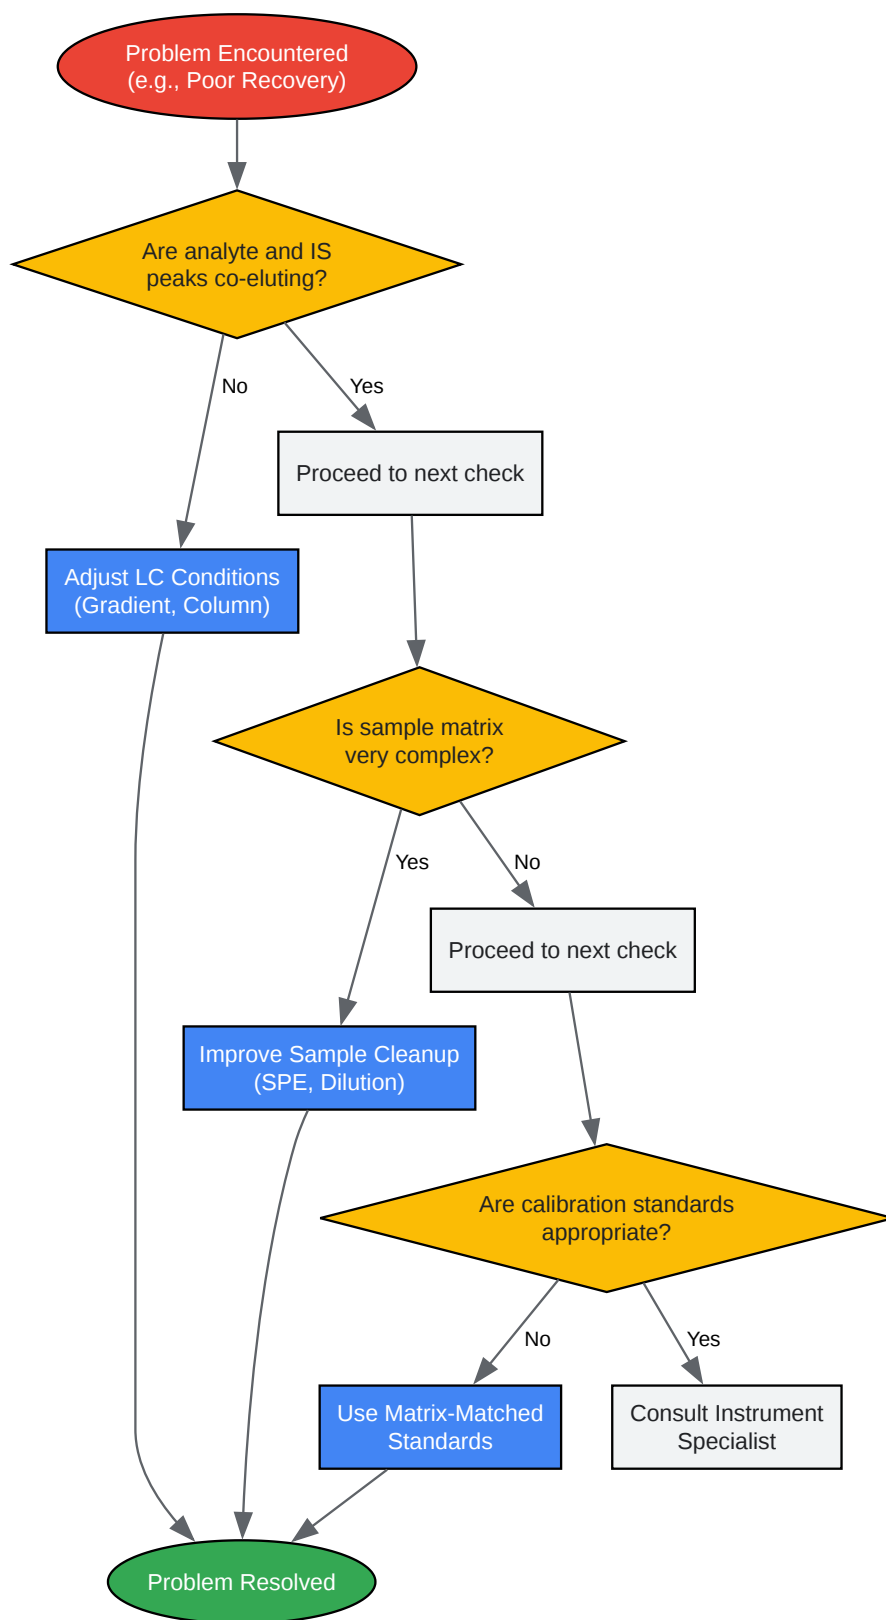 Problem Encountered
(e.g., Poor Recovery)
Are analyte and IS
peaks co-eluting?
No
Yes
Proceed to next check
Adjust LC Conditions
(Gradient, Column)
Is sample matrix
very complex?
Yes
No
Proceed to next check
Improve Sample Cleanup
(SPE, Dilution)
Are calibration standards
appropriate?
No
Yes
Use Matrix-Matched
Standards
Consult Instrument
Specialist
Problem Resolved